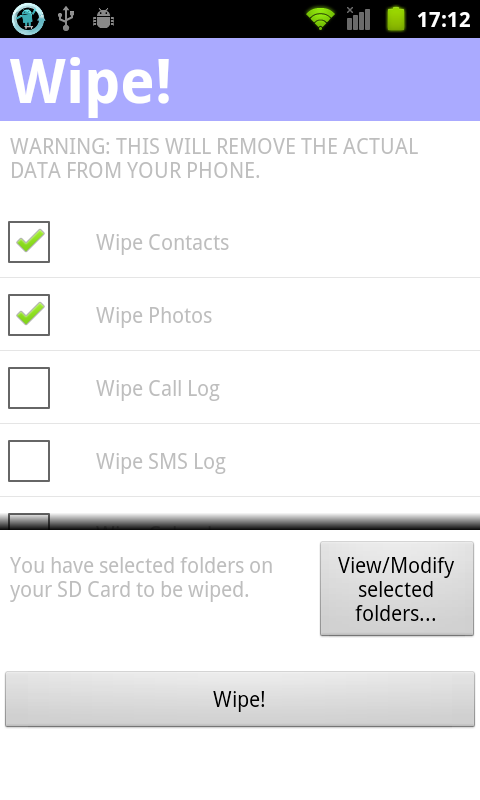 17:12
Wipe!
WARNING: THIS WILL REMOVE THE ACTUAL
DATA FROM YOUR PHONE.
Wipe Contacts
Wipe Photos
Wipe Call Log
Wipe SMS Log
You have selected folders on
your SD Card to be wiped.
View/Modify
selected
folders...
Wipe!